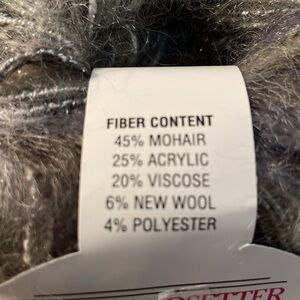 FIBER CONTENT
45% MOHAIR
25% ACRYLIC
20% VISCOSE
6% NEW WOOL
4% POLYESTER